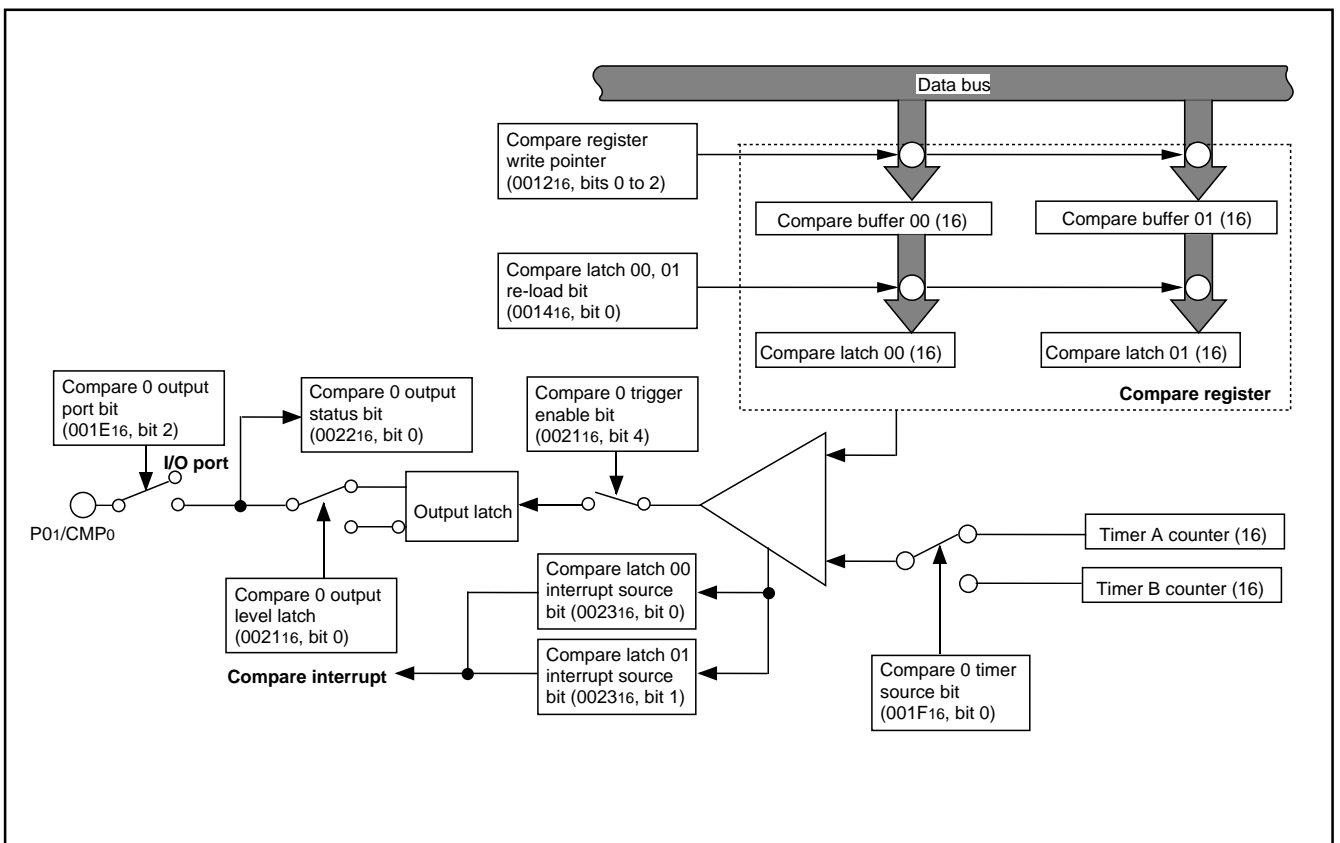 Data bus
Compare register
write pointer
(001216, bits 0 to 2)
Compare buffer 00 (16)
Compare buffer 01 (16)
Compare latch 00, 01
re-load bit
(001416, bit 0)
Compare latch 00 (16)
Compare latch 01 (16)
Compare register
Compare 0 output
port bit
(001E16, bit 2)
Compare 0 output
status bit
(002216, bit 0)
Compare 0 trigger
enable bit
(002116, bit 4)
I/O port
P01/CMP0
Output latch
Timer A counter (16)
Timer B counter (16)
Compare 0 output
level latch
(002116, bit 0)
Compare latch 00
interrupt source
bit (002316, bit 0)
Compare latch 01
interrupt source
bit (002316, bit 1)
Compare interrupt
Compare 0 timer
source bit
(001F16, bit 0)